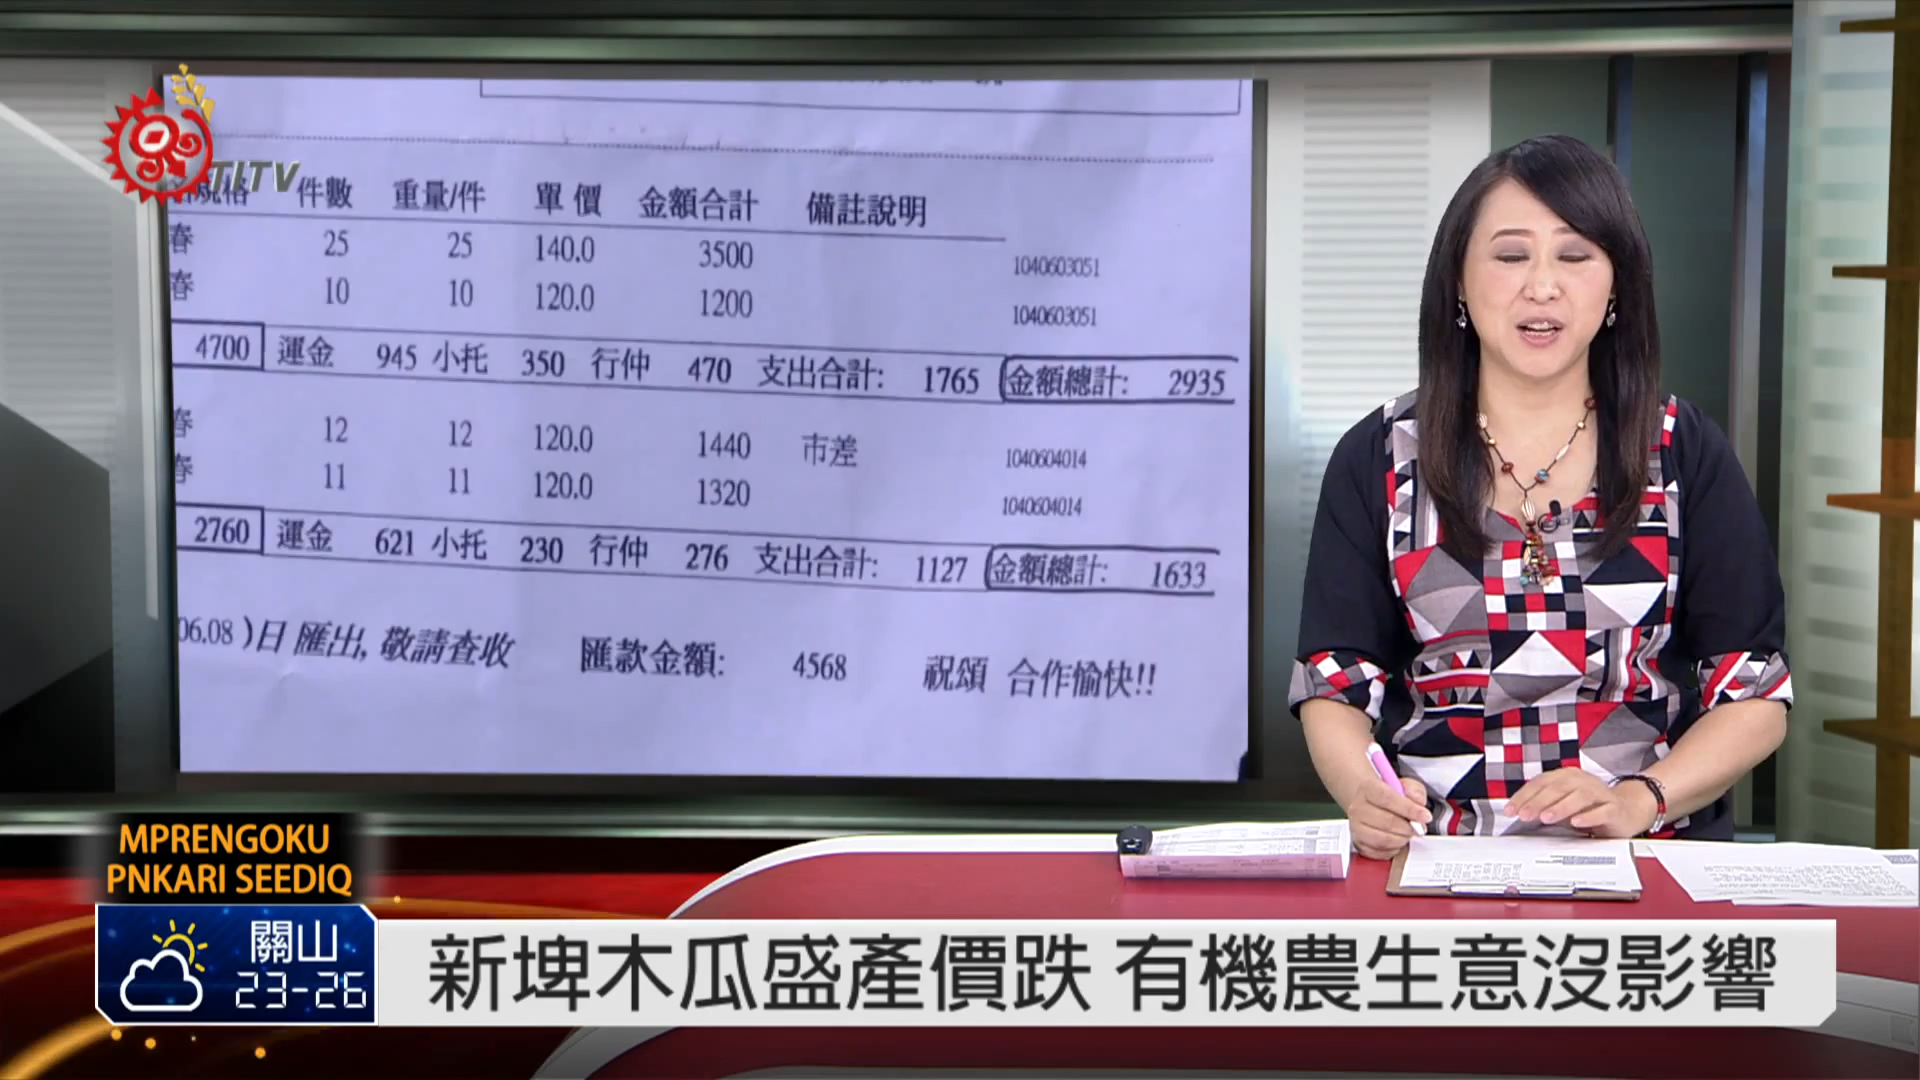 TITV
規格 件數 重量/件 單價 金額合計 備註說明
春 25 25 140.0 3500 1040603051
春 10 10 120.0 1200 1040603051
4700 運金 945 小托 350 行仲 470 支出合計: 1765 金額總計: 2935
春 12 12 120.0 1440 市差 1040604014
春 11 11 120.0 1320 1040604014
2760 運金 621 小托 230 行仲 276 支出合計: 1127 金額總計: 1633
06.08 )日 匯出, 敬請查收 匯款金額: 4568 祝頌 合作愉快!!
MPRENGOKU
PNKARI SEEDIQ
關山
23-26
新埤木瓜盛產價跌 有機農生意沒影響